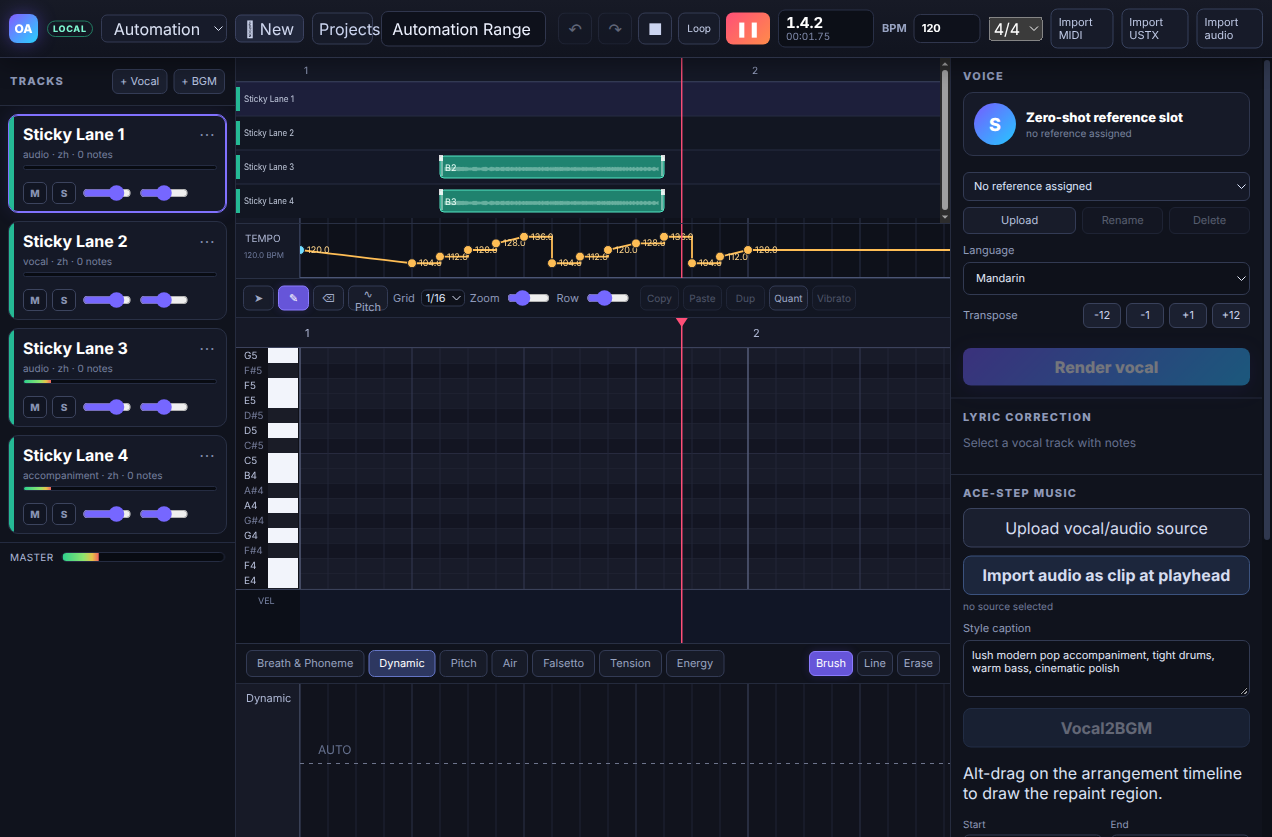 OA LOCAL Automation New Projects Automation Range Loop 1.4.2 00:01.75 BPM 120 4/4 Import MIDI Import USTX Import audio
TRACKS + Vocal + BGM
Sticky Lane 1
audio · zh · 0 notes
M S
Sticky Lane 2
vocal · zh · 0 notes
M S
Sticky Lane 3
audio · zh · 0 notes
M S
Sticky Lane 4
accompaniment · zh · 0 notes
M S
MASTER
1 2
Sticky Lane 1
Sticky Lane 2
Sticky Lane 3 B2
Sticky Lane 4 B3
TEMPO
120.0 BPM
120.0 104.0 112.0 120.0 128.0 136.0 104.0 112.0 120.0 128.0 136.0 104.0 112.0 120.0
Pitch Grid 1/16 Zoom Row Copy Paste Dup Quant Vibrato
1 2
G5
F#5
F5
E5
D#5
D5
C#5
C5
B4
A#4
A4
G#4
G4
F#4
F4
E4
VEL
Breath & Phoneme Dynamic Pitch Air Falsetto Tension Energy Brush Line Erase
Dynamic
AUTO
VOICE
S Zero-shot reference slot
no reference assigned
No reference assigned
Upload Rename Delete
Language
Mandarin
Transpose -12 -1 +1 +12
Render vocal
LYRIC CORRECTION
Select a vocal track with notes
ACE-STEP MUSIC
Upload vocal/audio source
Import audio as clip at playhead
no source selected
Style caption
lush modern pop accompaniment, tight drums,
warm bass, cinematic polish
Vocal2BGM
Alt-drag on the arrangement timeline
to draw the repaint region.
Start End